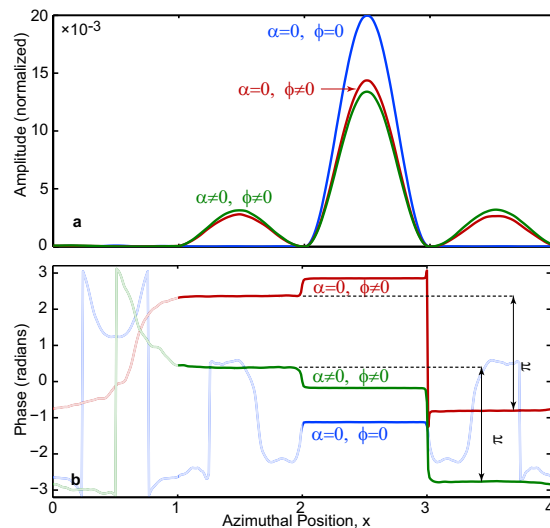 ×10⁻³
20
15
10
5
0
Amplitude (normalized)
α=0, ϕ=0
α=0, ϕ≠0
α≠0, ϕ≠0
a
3
2
1
0
−1
−2
−3
Phase (radians)
α=0, ϕ≠0
α≠0, ϕ≠0
α=0, ϕ=0
π
π
b
0
1
2
3
4
Azimuthal Position, x